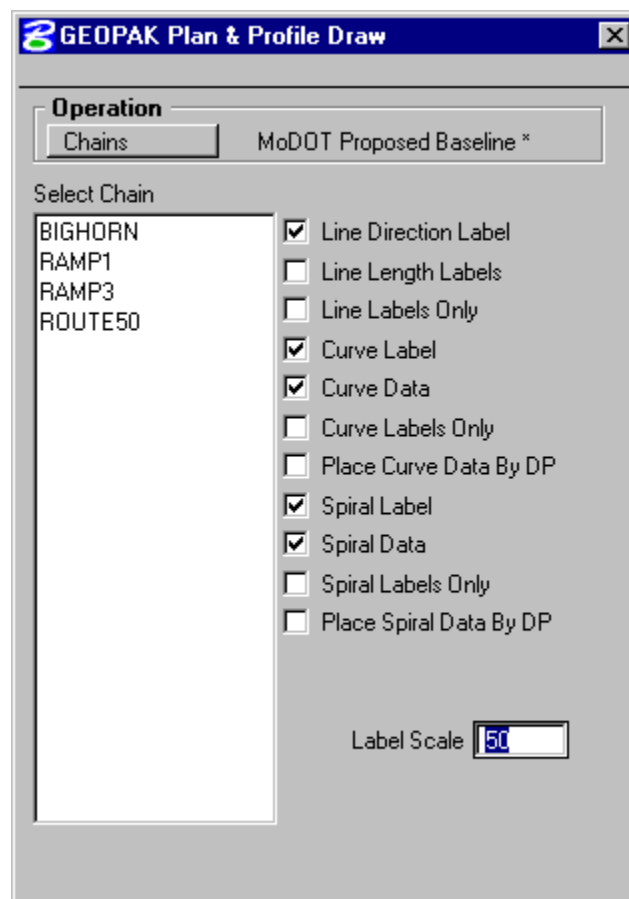 GEOPAK Plan & Profile Draw
Operation
Chains
MoDOT Proposed Baseline *
Select Chain
BIGHORN
RAMP1
RAMP3
ROUTE50
Line Direction Label
Line Length Labels
Line Labels Only
Curve Label
Curve Data
Curve Labels Only
Place Curve Data By DP
Spiral Label
Spiral Data
Spiral Labels Only
Place Spiral Data By DP
Label Scale 50